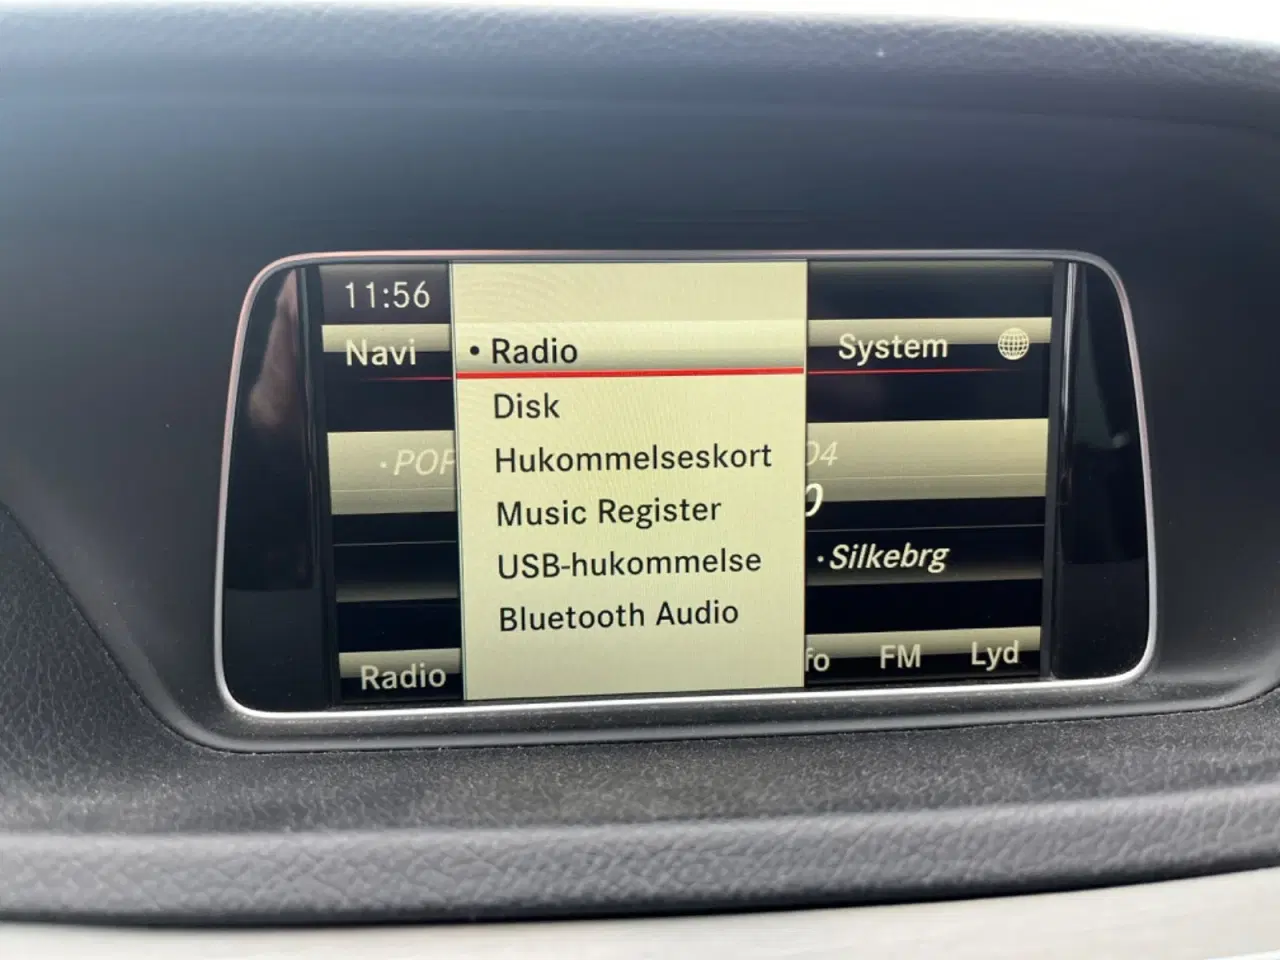 11:56
Navi
• Radio
System
Disk
Hukommelseskort
Music Register
USB-hukommelse
Bluetooth Audio
·Silkebrg
Radio
FM
Lyd